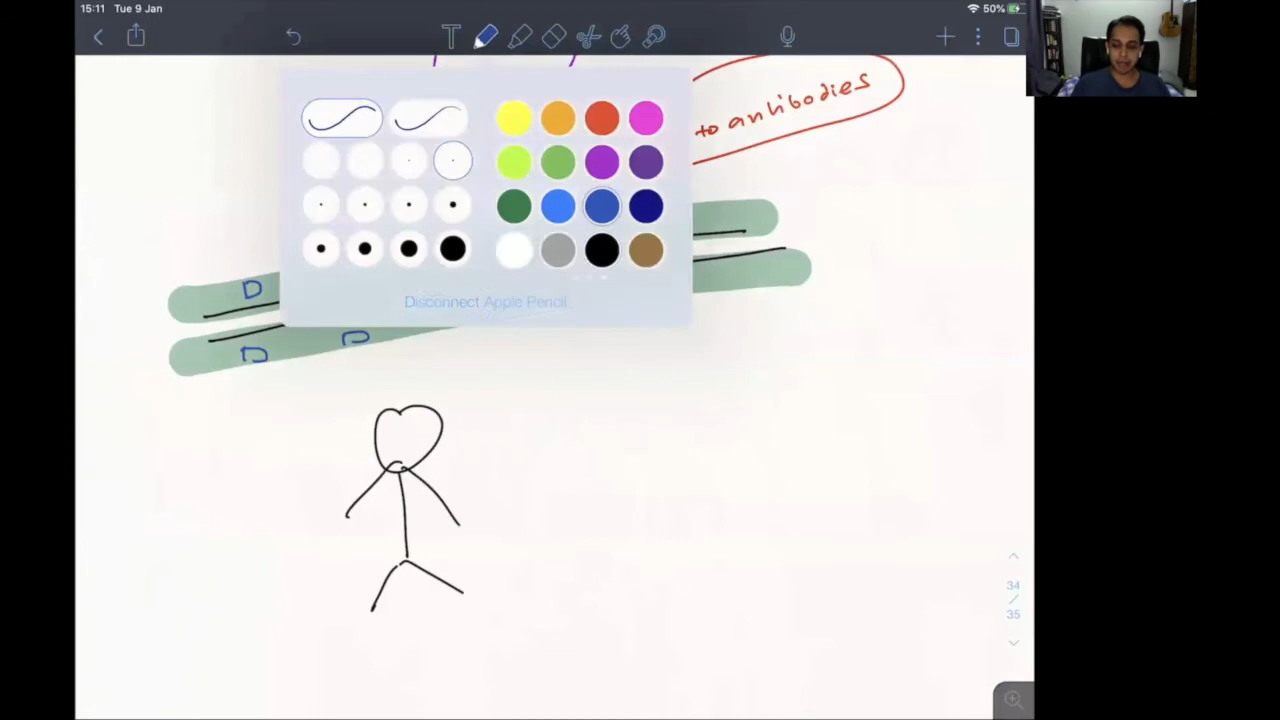 15:11 Tue 9 Jan
50%
T
to antibodies
D
D
D
Disconnect Apple Pencil
34
/
35